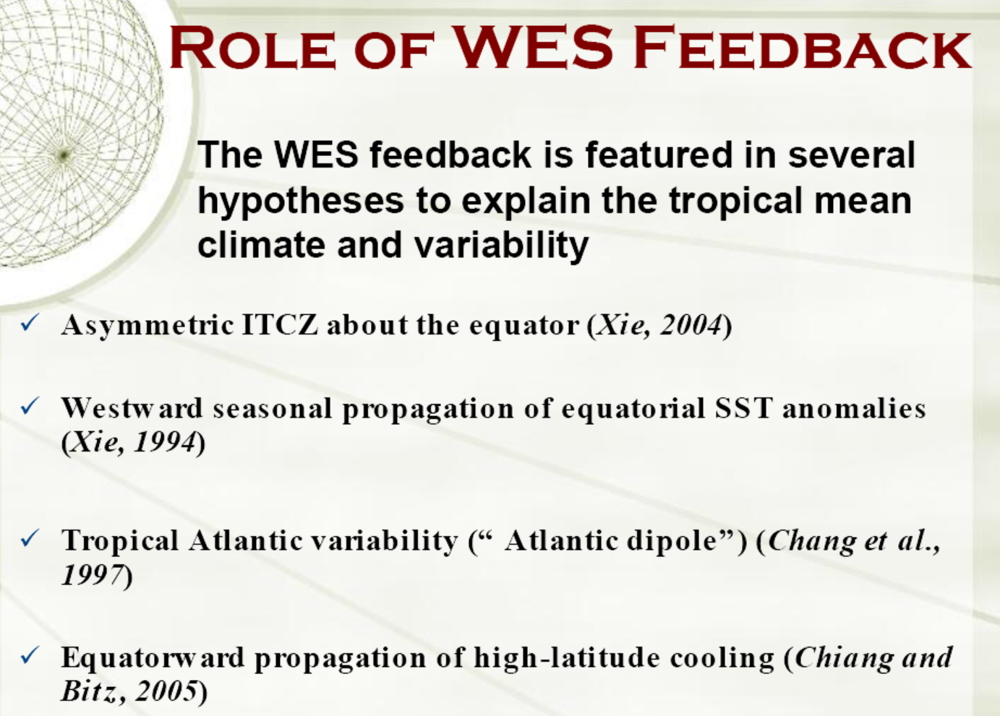 ROLE OF WES FEEDBACK
The WES feedback is featured in several
hypotheses to explain the tropical mean
climate and variability
✓ Asymmetric ITCZ about the equator (Xie, 2004)
✓ Westward seasonal propagation of equatorial SST anomalies
(Xie, 1994)
✓ Tropical Atlantic variability (“ Atlantic dipole”) (Chang et al.,
1997)
✓ Equatorward propagation of high-latitude cooling (Chiang and
Bitz, 2005)